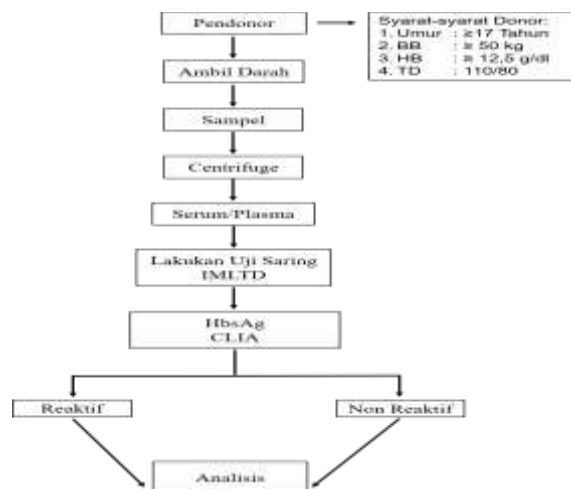 Pendonor
Syarat-syarat Donor:
1. Umur : ≥17 Tahun
2. BB : ≥ 50 kg
3. HB : ≥ 12,5 g/dl
4. TD : 110/80
Ambil Darah
Sampel
Centrifuge
Serum/Plasma
Lakukan Uji Saring
IMLTD
HbsAg
CLIA
Reaktif
Non Reaktif
Analisis